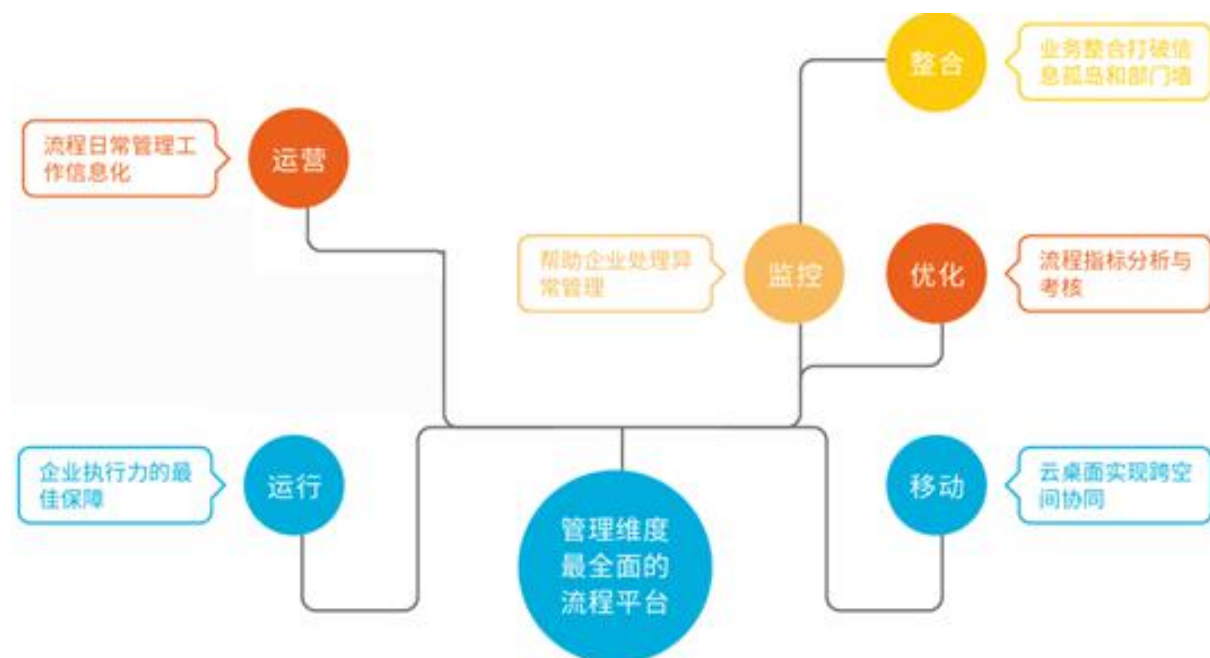 整合
业务整合打破信
息孤岛和部门墙
流程日常管理工
作信息化
运营
帮助企业处理异
常管理
监控
优化
流程指标分析与
考核
企业执行力的最
佳保障
运行
管理维度
最全面的
流程平台
移动
云桌面实现跨空
间协同